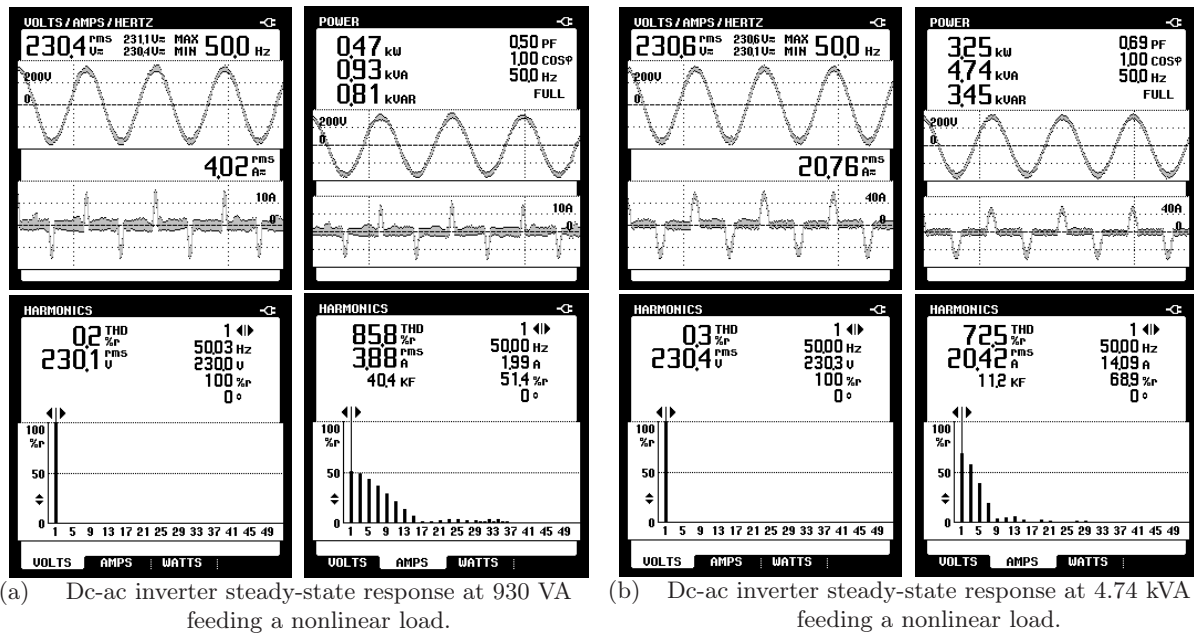 VOLTS/AMPS/HERTZ
230.4 rms V≂ 231.1V≂ MAX 230.4V≂ MIN 50.0 Hz
200V
0
4.02 rms A≂
10A
0
POWER
0.47 kW
0.93 kVA
0.81 kVAR
0.50 PF
1.00 COSφ
50.0 Hz
FULL
200V
0
10A
0
VOLTS/AMPS/HERTZ
230.6 rms V≂ 230.6V≂ MAX 230.1V≂ MIN 50.0 Hz
200V
0
20.76 rms A≂
40A
0
POWER
3.25 kW
4.74 kVA
3.45 kVAR
0.69 PF
1.00 COSφ
50.0 Hz
FULL
200V
0
40A
0
HARMONICS
0.2 THD %r
230.1 rms V
1
50.03 Hz
230.0 V
100 %r
0 °
100
%r
50
0
1 5 9 13 17 21 25 29 33 37 41 45 49
VOLTS AMPS WATTS
HARMONICS
85.8 THD %r
3.88 rms A
40.4 KF
1
50.00 Hz
1.99 A
51.4 %r
0 °
100
%r
50
0
1 5 9 13 17 21 25 29 33 37 41 45 49
VOLTS AMPS WATTS
HARMONICS
0.3 THD %r
230.4 rms V
1
50.00 Hz
230.3 V
100 %r
0 °
100
%r
50
0
1 5 9 13 17 21 25 29 33 37 41 45 49
VOLTS AMPS WATTS
HARMONICS
72.5 THD %r
20.42 rms A
11.2 KF
1
50.00 Hz
14.09 A
68.9 %r
0 °
100
%r
50
0
1 5 9 13 17 21 25 29 33 37 41 45 49
VOLTS AMPS WATTS
(a) Dc-ac inverter steady-state response at 930 VA
feeding a nonlinear load.
(b) Dc-ac inverter steady-state response at 4.74 kVA
feeding a nonlinear load.